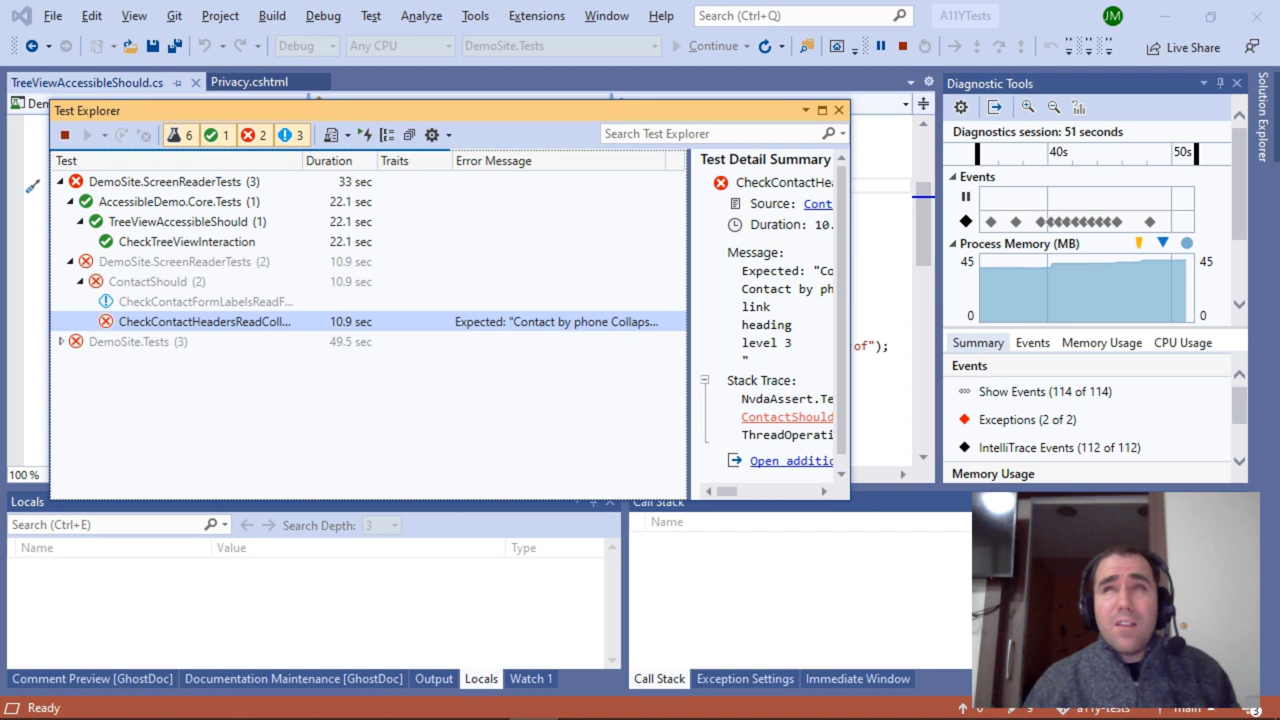 File Edit View Git Project Build Debug Test Analyze Tools Extensions Window Help Search (Ctrl+Q) A11YTests JM
Debug Any CPU DemoSite.Tests Continue Live Share
TreeViewAccessibleShould.cs Privacy.cshtml
Dem
Test Explorer
6 1 2 3 Search Test Explorer
Test Duration Traits Error Message
DemoSite.ScreenReaderTests (3) 33 sec
AccessibleDemo.Core.Tests (1) 22.1 sec
TreeViewAccessibleShould (1) 22.1 sec
CheckTreeViewInteraction 22.1 sec
DemoSite.ScreenReaderTests (2) 10.9 sec
ContactShould (2) 10.9 sec
CheckContactFormLabelsReadF...
CheckContactHeadersReadColl... 10.9 sec Expected: "Contact by phone Collaps...
DemoSite.Tests (3) 49.5 sec
Test Detail Summary
CheckContactHea
Source: Cont
Duration: 10.
Message:
Expected: "Co
Contact by ph
link
heading
level 3
"
Stack Trace:
NvdaAssert.Te
ContactShould
ThreadOperati
Open additio
of");
100 %
Diagnostic Tools
Diagnostics session: 51 seconds
40s 50s
Events
Process Memory (MB)
45 45
0 0
Summary Events Memory Usage CPU Usage
Events
Show Events (114 of 114)
Exceptions (2 of 2)
IntelliTrace Events (112 of 112)
Memory Usage
Solution Explorer
Locals
Search (Ctrl+E) Search Depth: 3
Name Value Type
Call Stack
Name
Comment Preview [GhostDoc] Documentation Maintenance [GhostDoc] Output Locals Watch 1
Call Stack Exception Settings Immediate Window
Ready 0 9 a11y-tests main 3